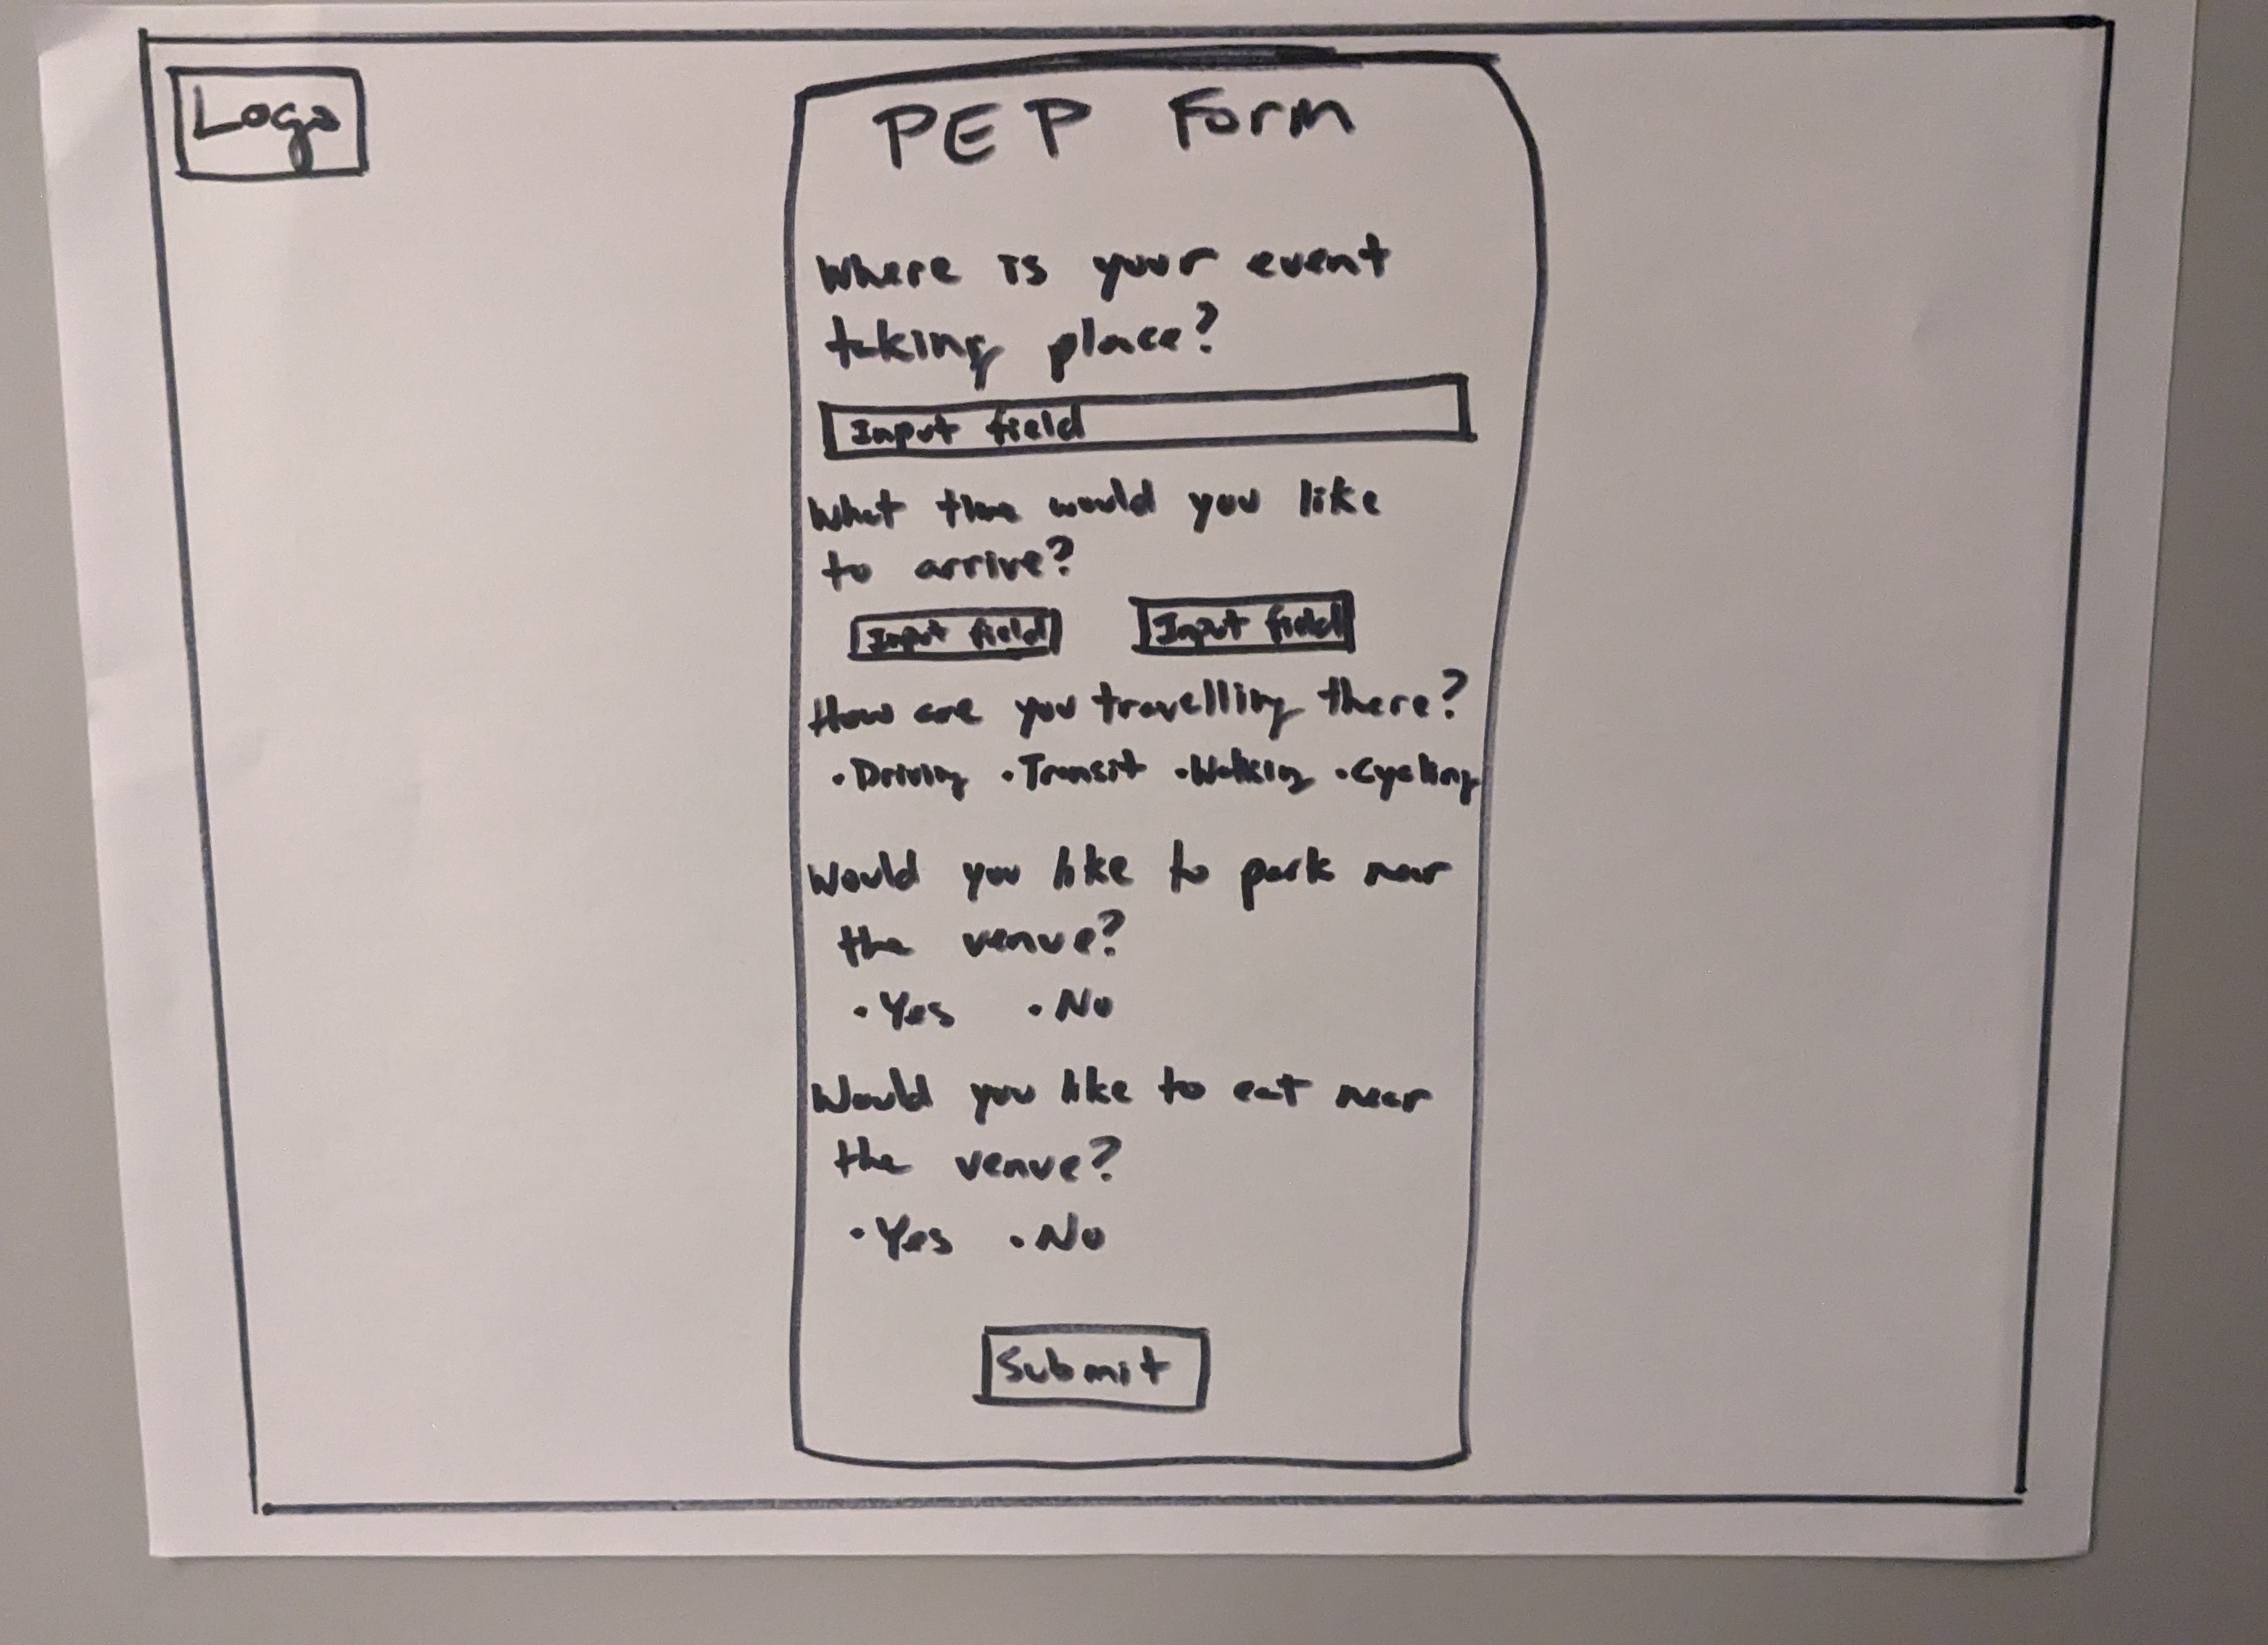 Logo
PEP Form
Where is your event
taking place?
Input field
What time would you like
to arrive?
Input field Input field
How are you travelling there?
• Driving • Transit • Walking • Cycling
Would you like to park near
the venue?
• Yes • No
Would you like to eat near
the venue?
• Yes • No
Submit